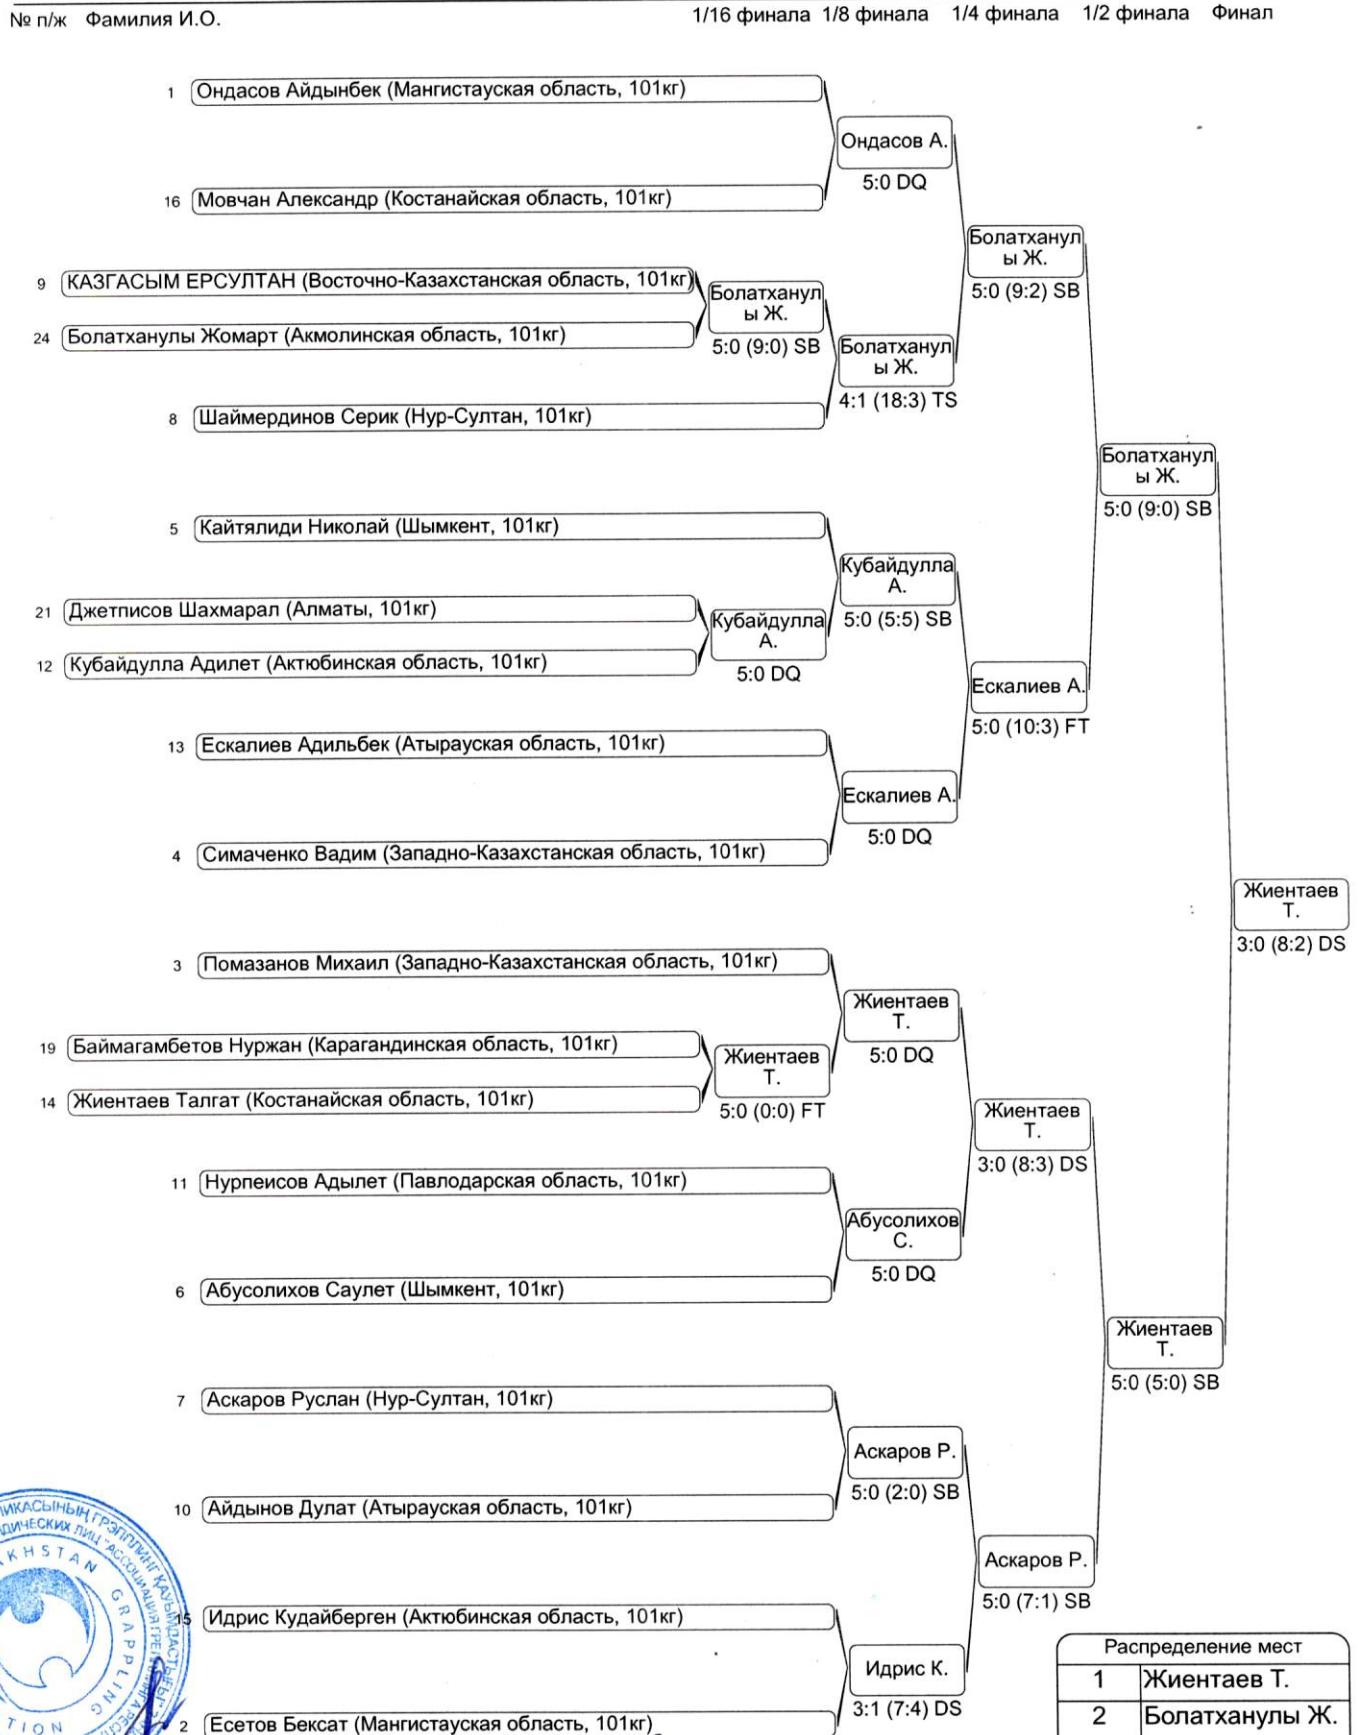 № п/ж Фамилия И.О. 1/16 финала 1/8 финала 1/4 финала 1/2 финала Финал
1 Ондасов Айдынбек (Мангистауская область, 101кг)
Ондасов А.
5:0 DQ
16 Мовчан Александр (Костанайская область, 101кг)
Болатханул
ы Ж.
5:0 (9:2) SB
9 КАЗГАСЫМ ЕРСУЛТАН (Восточно-Казахстанская область, 101кг)
Болатханул
ы Ж.
5:0 (9:0) SB
24 Болатханулы Жомарт (Акмолинская область, 101кг)
Болатханул
ы Ж.
4:1 (18:3) TS
8 Шаймердинов Серик (Нур-Султан, 101кг)
Болатханул
ы Ж.
5:0 (9:0) SB
5 Кайтялиди Николай (Шымкент, 101кг)
Кубайдулла
А.
5:0 (5:5) SB
21 Джетписов Шахмарал (Алматы, 101кг)
Кубайдулла
А.
5:0 DQ
12 Кубайдулла Адилет (Актюбинская область, 101кг)
Ескалиев А.
5:0 (10:3) FT
13 Ескалиев Адильбек (Атырауская область, 101кг)
Ескалиев А.
5:0 DQ
4 Симаченко Вадим (Западно-Казахстанская область, 101кг)
Жиентаев
Т.
3:0 (8:2) DS
3 Помазанов Михаил (Западно-Казахстанская область, 101кг)
Жиентаев
Т.
5:0 DQ
19 Баймагамбетов Нуржан (Карагандинская область, 101кг)
Жиентаев
Т.
5:0 (0:0) FT
14 Жиентаев Талгат (Костанайская область, 101кг)
Жиентаев
Т.
3:0 (8:3) DS
11 Нурпеисов Адылет (Павлодарская область, 101кг)
Абусолихов
С.
5:0 DQ
6 Абусолихов Саулет (Шымкент, 101кг)
Жиентаев
Т.
5:0 (5:0) SB
7 Аскаров Руслан (Нур-Султан, 101кг)
Аскаров Р.
5:0 (2:0) SB
10 Айдынов Дулат (Атырауская область, 101кг)
Аскаров Р.
5:0 (7:1) SB
15 Идрис Кудайберген (Актюбинская область, 101кг)
Идрис К.
3:1 (7:4) DS
2 Есетов Бексат (Мангистауская область, 101кг)
Распределение мест
1 Жиентаев Т.
2 Болатханулы Ж.
GRAPPLING